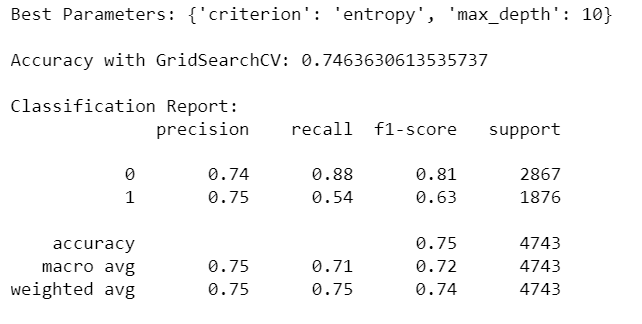 Best Parameters: {'criterion': 'entropy', 'max_depth': 10}
Accuracy with GridSearchCV: 0.7463630613535737
Classification Report:
precision recall f1-score support
0 0.74 0.88 0.81 2867
1 0.75 0.54 0.63 1876
accuracy 0.75 4743
macro avg 0.75 0.71 0.72 4743
weighted avg 0.75 0.75 0.74 4743